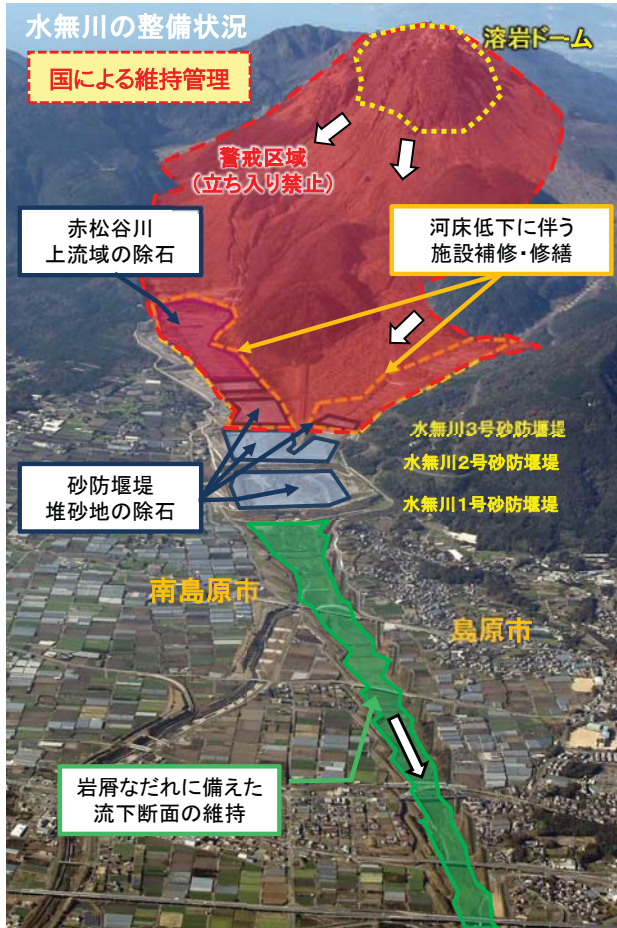 水無川の整備状況
溶岩ドーム
国による維持管理
警戒区域
(立ち入り禁止)
赤松谷川
上流域の除石
河床低下に伴う
施設補修・修繕
水無川3号砂防堰堤
水無川2号砂防堰堤
砂防堰堤
堆砂地の除石
水無川1号砂防堰堤
南島原市
島原市
岩屑なだれに備えた
流下断面の維持